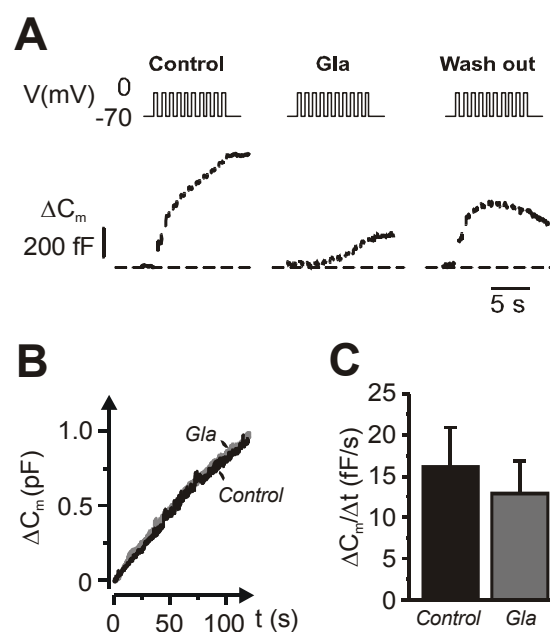 A
Control Gla Wash out
V(mV) 0
-70
ΔCm
200 fF
5 s
B
ΔCm (pF)
1.0
0.5
0
Gla
Control
0 50 100 t (s)
C
ΔCm/Δt (fF/s)
25
20
15
10
5
0
Control Gla